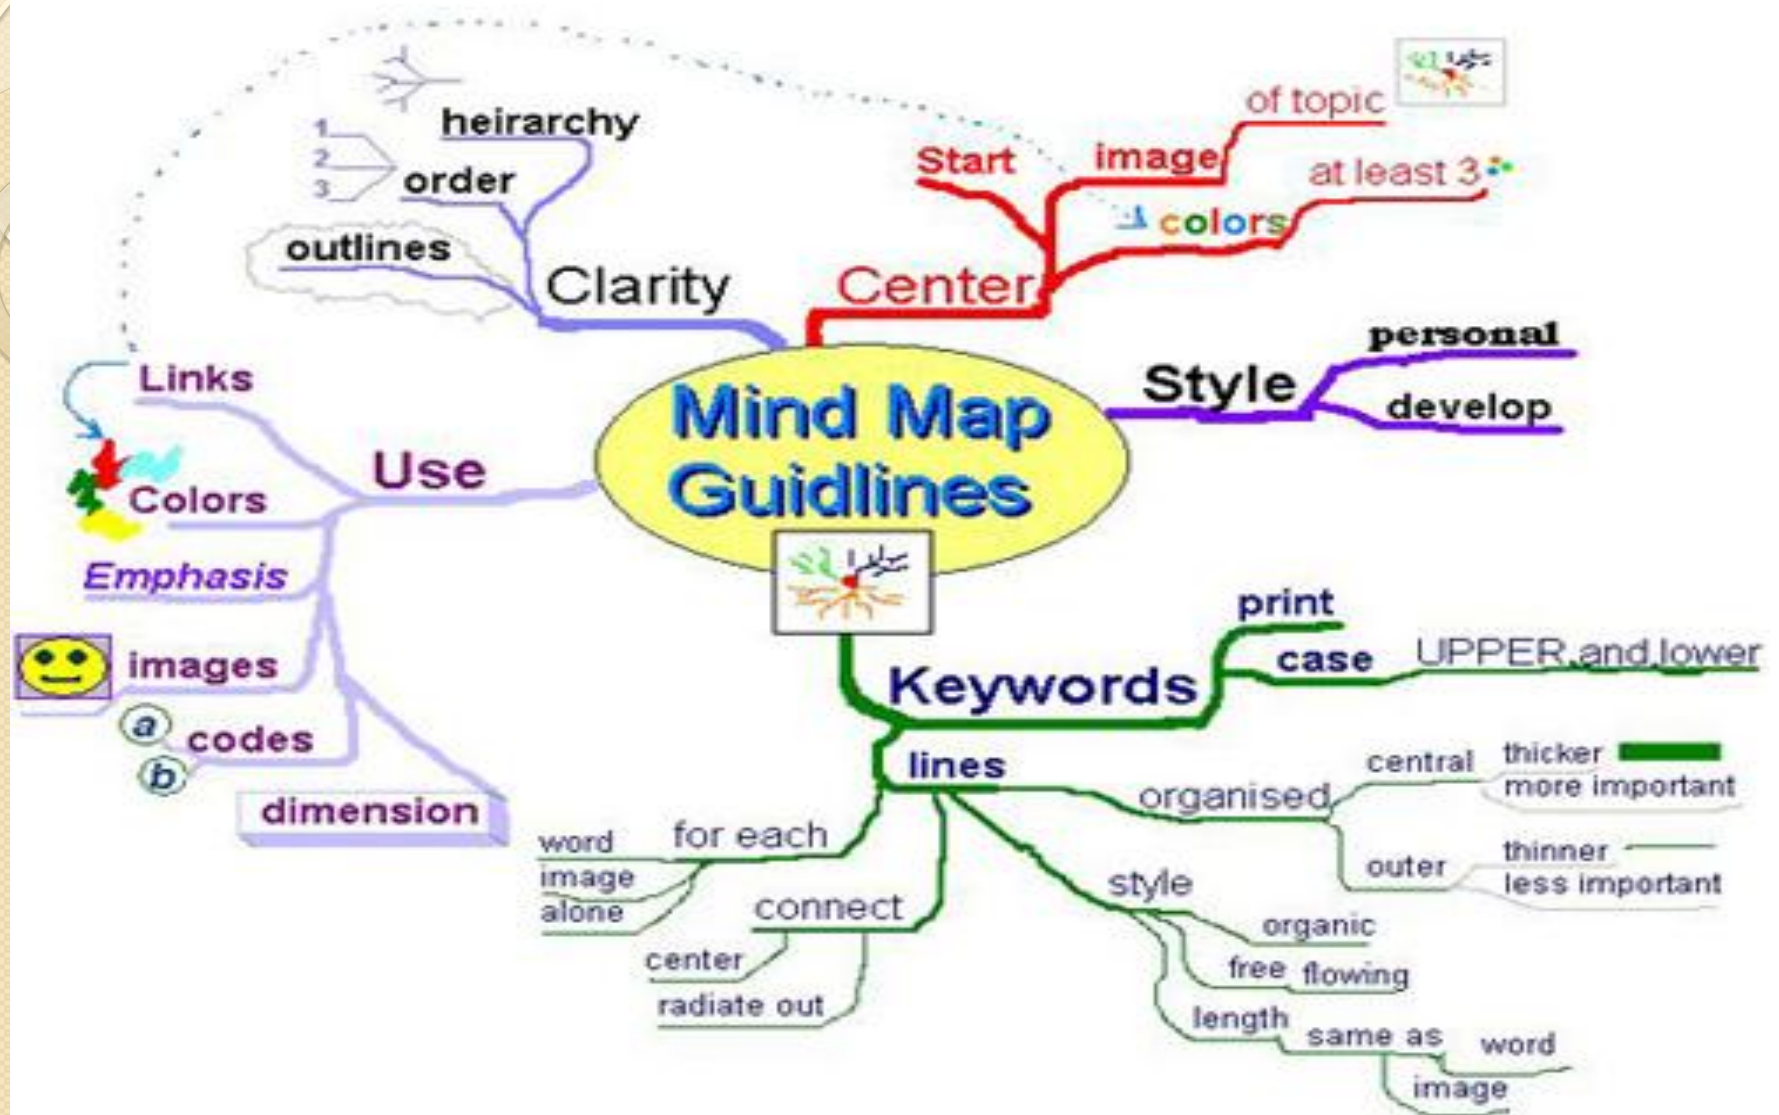 Mind Map
Guidlines
Center
Start
image
of topic
colors
at least 3
Style
personal
develop
Keywords
print
case
UPPER and lower
lines
organised
central
thicker
more important
outer
thinner
less important
style
organic
free flowing
length
same as
word
image
connect
center
radiate out
for each
word
image
alone
Use
Links
Colors
Emphasis
images
codes
a
b
dimension
Clarity
heirarchy
order
1
2
3
outlines